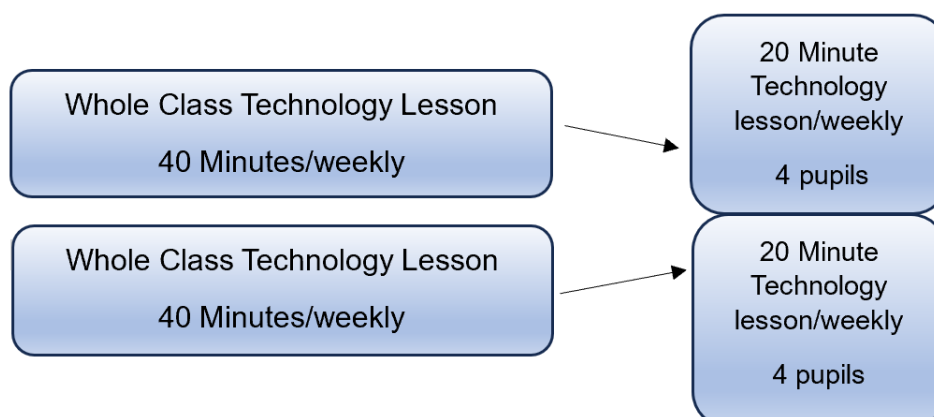 Whole Class Technology Lesson
40 Minutes/weekly
20 Minute
Technology
lesson/weekly
4 pupils
Whole Class Technology Lesson
40 Minutes/weekly
20 Minute
Technology
lesson/weekly
4 pupils